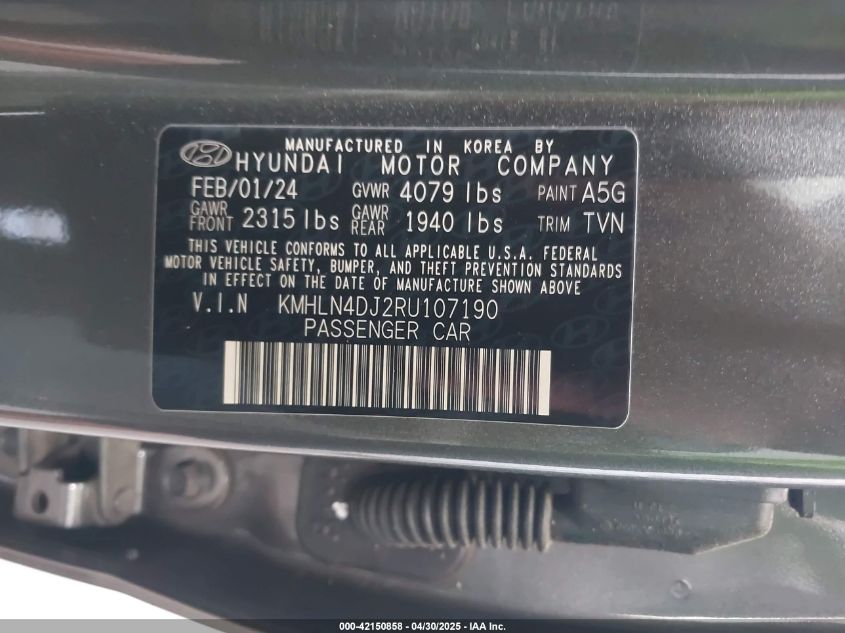 MANUFACTURED IN KOREA BY
HYUNDAI MOTOR COMPANY
FEB/01/24 GVWR 4079 lbs PAINT A5G
GAWR FRONT 2315 lbs GAWR REAR 1940 lbs TRIM TVN
THIS VEHICLE CONFORMS TO ALL APPLICABLE U.S.A. FEDERAL
MOTOR VEHICLE SAFETY, BUMPER, AND THEFT PREVENTION STANDARDS
IN EFFECT ON THE DATE OF MANUFACTURE SHOWN ABOVE
V.I.N KMHLN4DJ2RU107190
PASSENGER CAR
000-42150858 - 04/30/2025 - IAA Inc.